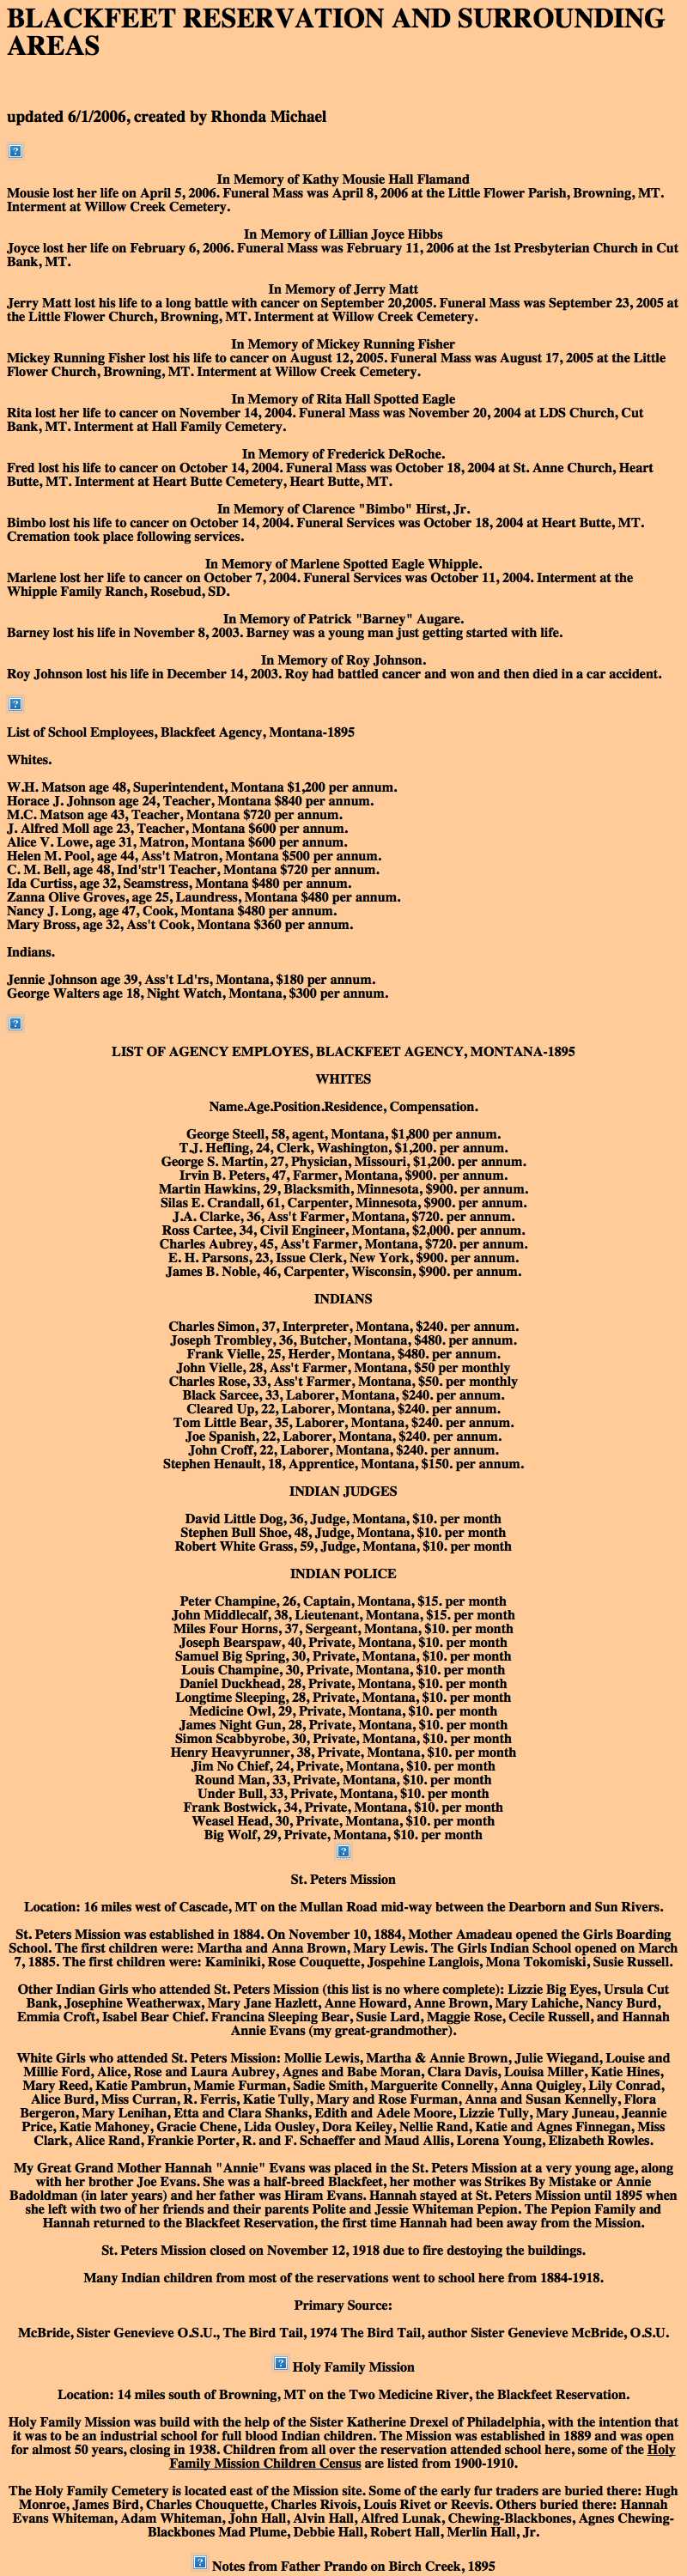 BLACKFEET RESERVATION AND SURROUNDING
AREAS
updated 6/1/2006, created by Rhonda Michael
In Memory of Kathy Mousie Hall Flamand
Mousie lost her life on April 5, 2006. Funeral Mass was April 8, 2006 at the Little Flower Parish, Browning, MT.
Interment at Willow Creek Cemetery.
In Memory of Lillian Joyce Hibbs
Joyce lost her life on February 6, 2006. Funeral Mass was February 11, 2006 at the 1st Presbyterian Church in Cut
Bank, MT.
In Memory of Jerry Matt
Jerry Matt lost his life to a long battle with cancer on September 20,2005. Funeral Mass was September 23, 2005 at
the Little Flower Church, Browning, MT. Interment at Willow Creek Cemetery.
In Memory of Mickey Running Fisher
Mickey Running Fisher lost his life to cancer on August 12, 2005. Funeral Mass was August 17, 2005 at the Little
Flower Church, Browning, MT. Interment at Willow Creek Cemetery.
In Memory of Rita Hall Spotted Eagle
Rita lost her life to cancer on November 14, 2004. Funeral Mass was November 20, 2004 at LDS Church, Cut
Bank, MT. Interment at Hall Family Cemetery.
In Memory of Frederick DeRoche.
Fred lost his life to cancer on October 14, 2004. Funeral Mass was October 18, 2004 at St. Anne Church, Heart
Butte, MT. Interment at Heart Butte Cemetery, Heart Butte, MT.
In Memory of Clarence "Bimbo" Hirst, Jr.
Bimbo lost his life to cancer on October 14, 2004. Funeral Services was October 18, 2004 at Heart Butte, MT.
Cremation took place following services.
In Memory of Marlene Spotted Eagle Whipple.
Marlene lost her life to cancer on October 7, 2004. Funeral Services was October 11, 2004. Interment at the
Whipple Family Ranch, Rosebud, SD.
In Memory of Patrick "Barney" Augare.
Barney lost his life in November 8, 2003. Barney was a young man just getting started with life.
In Memory of Roy Johnson.
Roy Johnson lost his life in December 14, 2003. Roy had battled cancer and won and then died in a car accident.
List of School Employees, Blackfeet Agency, Montana-1895
Whites.
W.H. Matson age 48, Superintendent, Montana $1,200 per annum.
Horace J. Johnson age 24, Teacher, Montana $840 per annum.
M.C. Matson age 43, Teacher, Montana $720 per annum.
J. Alfred Moll age 23, Teacher, Montana $600 per annum.
Alice V. Lowe, age 31, Matron, Montana $600 per annum.
Helen M. Pool, age 44, Ass't Matron, Montana $500 per annum.
C. M. Bell, age 48, Ind'str'l Teacher, Montana $720 per annum.
Ida Curtiss, age 32, Seamstress, Montana $480 per annum.
Zanna Olive Groves, age 25, Laundress, Montana $480 per annum.
Nancy J. Long, age 47, Cook, Montana $480 per annum.
Mary Bross, age 32, Ass't Cook, Montana $360 per annum.
Indians.
Jennie Johnson age 39, Ass't Ld'rs, Montana, $180 per annum.
George Walters age 18, Night Watch, Montana, $300 per annum.
LIST OF AGENCY EMPLOYES, BLACKFEET AGENCY, MONTANA-1895
WHITES
Name.Age.Position.Residence, Compensation.
George Steell, 58, agent, Montana, $1,800 per annum.
T.J. Hefling, 24, Clerk, Washington, $1,200. per annum.
George S. Martin, 27, Physician, Missouri, $1,200. per annum.
Irvin B. Peters, 47, Farmer, Montana, $900. per annum.
Martin Hawkins, 29, Blacksmith, Minnesota, $900. per annum.
Silas E. Crandall, 61, Carpenter, Minnesota, $900. per annum.
J.A. Clarke, 36, Ass't Farmer, Montana, $720. per annum.
Ross Cartee, 34, Civil Engineer, Montana, $2,000. per annum.
Charles Aubrey, 45, Ass't Farmer, Montana, $720. per annum.
E. H. Parsons, 23, Issue Clerk, New York, $900. per annum.
James B. Noble, 46, Carpenter, Wisconsin, $900. per annum.
INDIANS
Charles Simon, 37, Interpreter, Montana, $240. per annum.
Joseph Trombley, 36, Butcher, Montana, $480. per annum.
Frank Vielle, 25, Herder, Montana, $480. per annum.
John Vielle, 28, Ass't Farmer, Montana, $50 per monthly
Charles Rose, 33, Ass't Farmer, Montana, $50. per monthly
Black Sarcee, 33, Laborer, Montana, $240. per annum.
Cleared Up, 22, Laborer, Montana, $240. per annum.
Tom Little Bear, 35, Laborer, Montana, $240. per annum.
Joe Spanish, 22, Laborer, Montana, $240. per annum.
John Croff, 22, Laborer, Montana, $240. per annum.
Stephen Henault, 18, Apprentice, Montana, $150. per annum.
INDIAN JUDGES
David Little Dog, 36, Judge, Montana, $10. per month
Stephen Bull Shoe, 48, Judge, Montana, $10. per month
Robert White Grass, 59, Judge, Montana, $10. per month
INDIAN POLICE
Peter Champine, 26, Captain, Montana, $15. per month
John Middlecalf, 38, Lieutenant, Montana, $15. per month
Miles Four Horns, 37, Sergeant, Montana, $10. per month
Joseph Bearspaw, 40, Private, Montana, $10. per month
Samuel Big Spring, 30, Private, Montana, $10. per month
Louis Champine, 30, Private, Montana, $10. per month
Daniel Duckhead, 28, Private, Montana, $10. per month
Longtime Sleeping, 28, Private, Montana, $10. per month
Medicine Owl, 29, Private, Montana, $10. per month
James Night Gun, 28, Private, Montana, $10. per month
Simon Scabbyrobe, 30, Private, Montana, $10. per month
Henry Heavyrunner, 38, Private, Montana, $10. per month
Jim No Chief, 24, Private, Montana, $10. per month
Round Man, 33, Private, Montana, $10. per month
Under Bull, 33, Private, Montana, $10. per month
Frank Bostwick, 34, Private, Montana, $10. per month
Weasel Head, 30, Private, Montana, $10. per month
Big Wolf, 29, Private, Montana, $10. per month
St. Peters Mission
Location: 16 miles west of Cascade, MT on the Mullan Road mid-way between the Dearborn and Sun Rivers.
St. Peters Mission was established in 1884. On November 10, 1884, Mother Amadeau opened the Girls Boarding
School. The first children were: Martha and Anna Brown, Mary Lewis. The Girls Indian School opened on March
7, 1885. The first children were: Kaminiki, Rose Couquette, Jospehine Langlois, Mona Tokomiski, Susie Russell.
Other Indian Girls who attended St. Peters Mission (this list is no where complete): Lizzie Big Eyes, Ursula Cut
Bank, Josephine Weatherwax, Mary Jane Hazlett, Anne Howard, Anne Brown, Mary Lahiche, Nancy Burd,
Emmia Croft, Isabel Bear Chief. Francina Sleeping Bear, Susie Lard, Maggie Rose, Cecile Russell, and Hannah
Annie Evans (my great-grandmother).
White Girls who attended St. Peters Mission: Mollie Lewis, Martha & Annie Brown, Julie Wiegand, Louise and
Millie Ford, Alice, Rose and Laura Aubrey, Agnes and Babe Moran, Clara Davis, Louisa Miller, Katie Hines,
Mary Reed, Katie Pambrun, Mamie Furman, Sadie Smith, Marguerite Connelly, Anna Quigley, Lily Conrad,
Alice Burd, Miss Curran, R. Ferris, Katie Tully, Mary and Rose Furman, Anna and Susan Kennelly, Flora
Bergeron, Mary Lenihan, Etta and Clara Shanks, Edith and Adele Moore, Lizzie Tully, Mary Juneau, Jeannie
Price, Katie Mahoney, Gracie Chene, Lida Ousley, Dora Keiley, Nellie Rand, Katie and Agnes Finnegan, Miss
Clark, Alice Rand, Frankie Porter, R. and F. Schaeffer and Maud Allis, Lorena Young, Elizabeth Rowles.
My Great Grand Mother Hannah "Annie" Evans was placed in the St. Peters Mission at a very young age, along
with her brother Joe Evans. She was a half-breed Blackfeet, her mother was Strikes By Mistake or Annie
Badoldman (in later years) and her father was Hiram Evans. Hannah stayed at St. Peters Mission until 1895 when
she left with two of her friends and their parents Polite and Jessie Whiteman Pepion. The Pepion Family and
Hannah returned to the Blackfeet Reservation, the first time Hannah had been away from the Mission.
St. Peters Mission closed on November 12, 1918 due to fire destoying the buildings.
Many Indian children from most of the reservations went to school here from 1884-1918.
Primary Source:
McBride, Sister Genevieve O.S.U., The Bird Tail, 1974 The Bird Tail, author Sister Genevieve McBride, O.S.U.
Holy Family Mission
Location: 14 miles south of Browning, MT on the Two Medicine River, the Blackfeet Reservation.
Holy Family Mission was build with the help of the Sister Katherine Drexel of Philadelphia, with the intention that
it was to be an industrial school for full blood Indian children. The Mission was established in 1889 and was open
for almost 50 years, closing in 1938. Children from all over the reservation attended school here, some of the Holy
Family Mission Children Census are listed from 1900-1910.
The Holy Family Cemetery is located east of the Mission site. Some of the early fur traders are buried there: Hugh
Monroe, James Bird, Charles Chouquette, Charles Rivois, Louis Rivet or Reevis. Others buried there: Hannah
Evans Whiteman, Adam Whiteman, John Hall, Alvin Hall, Alfred Lunak, Chewing-Blackbones, Agnes Chewing-
Blackbones Mad Plume, Debbie Hall, Robert Hall, Merlin Hall, Jr.
Notes from Father Prando on Birch Creek, 1895